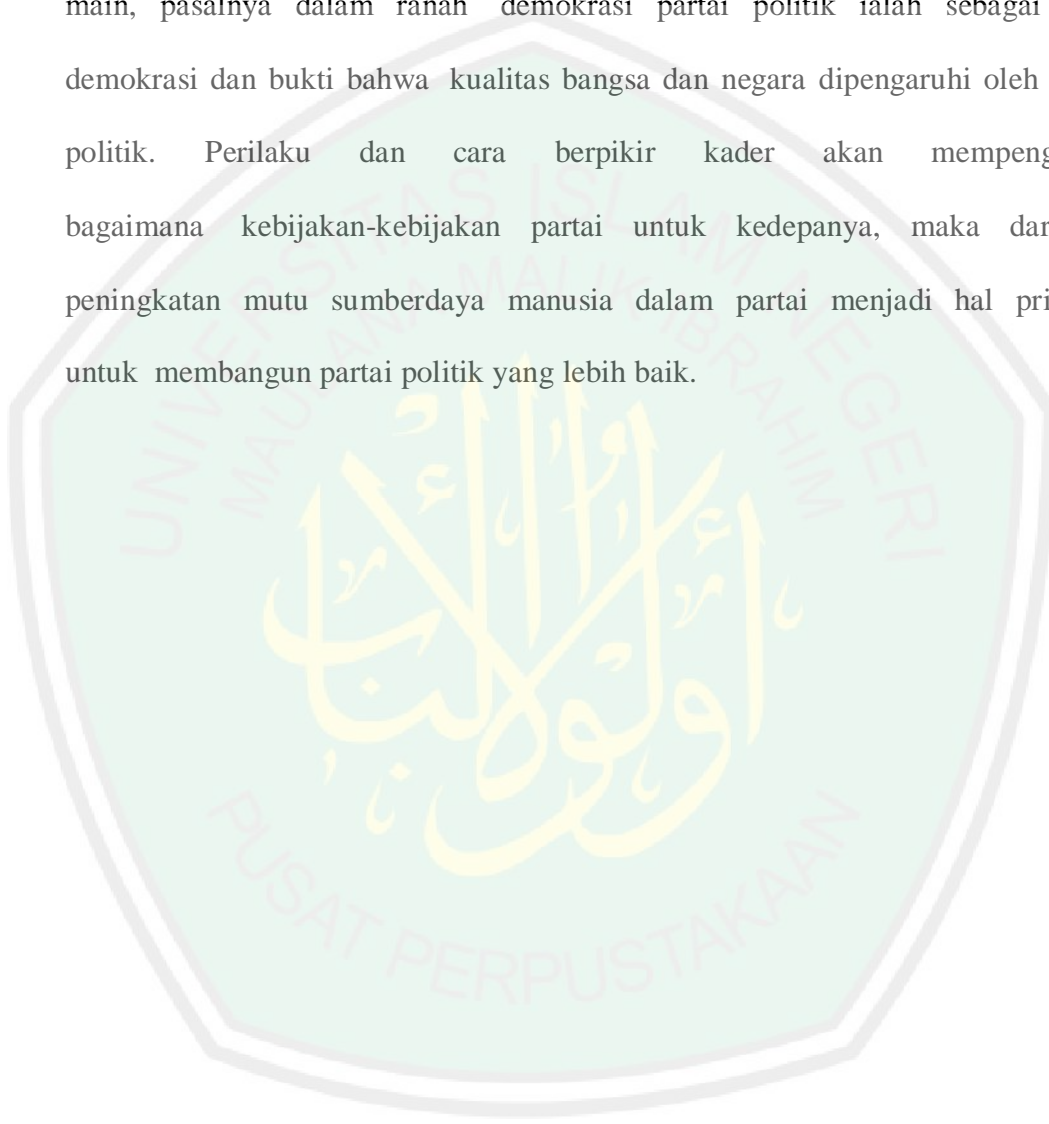 main, pasalnya dalam ranah demokrasi partai politik ialah sebagai
demokrasi dan bukti bahwa kualitas bangsa dan negara dipengaruhi oleh
politik. Perilaku dan cara berpikir kader akan mempeng
bagaimana kebijakan-kebijakan partai untuk kedepanya, maka dar
peningkatan mutu sumberdaya manusia dalam partai menjadi hal pri
untuk membangun partai politik yang lebih baik.
UNIVERSITAS ISLAM NEGERI
MAULANA MALIK IBRAHIM
أولوا الألباب
PUSAT PERPUSTAKAAN